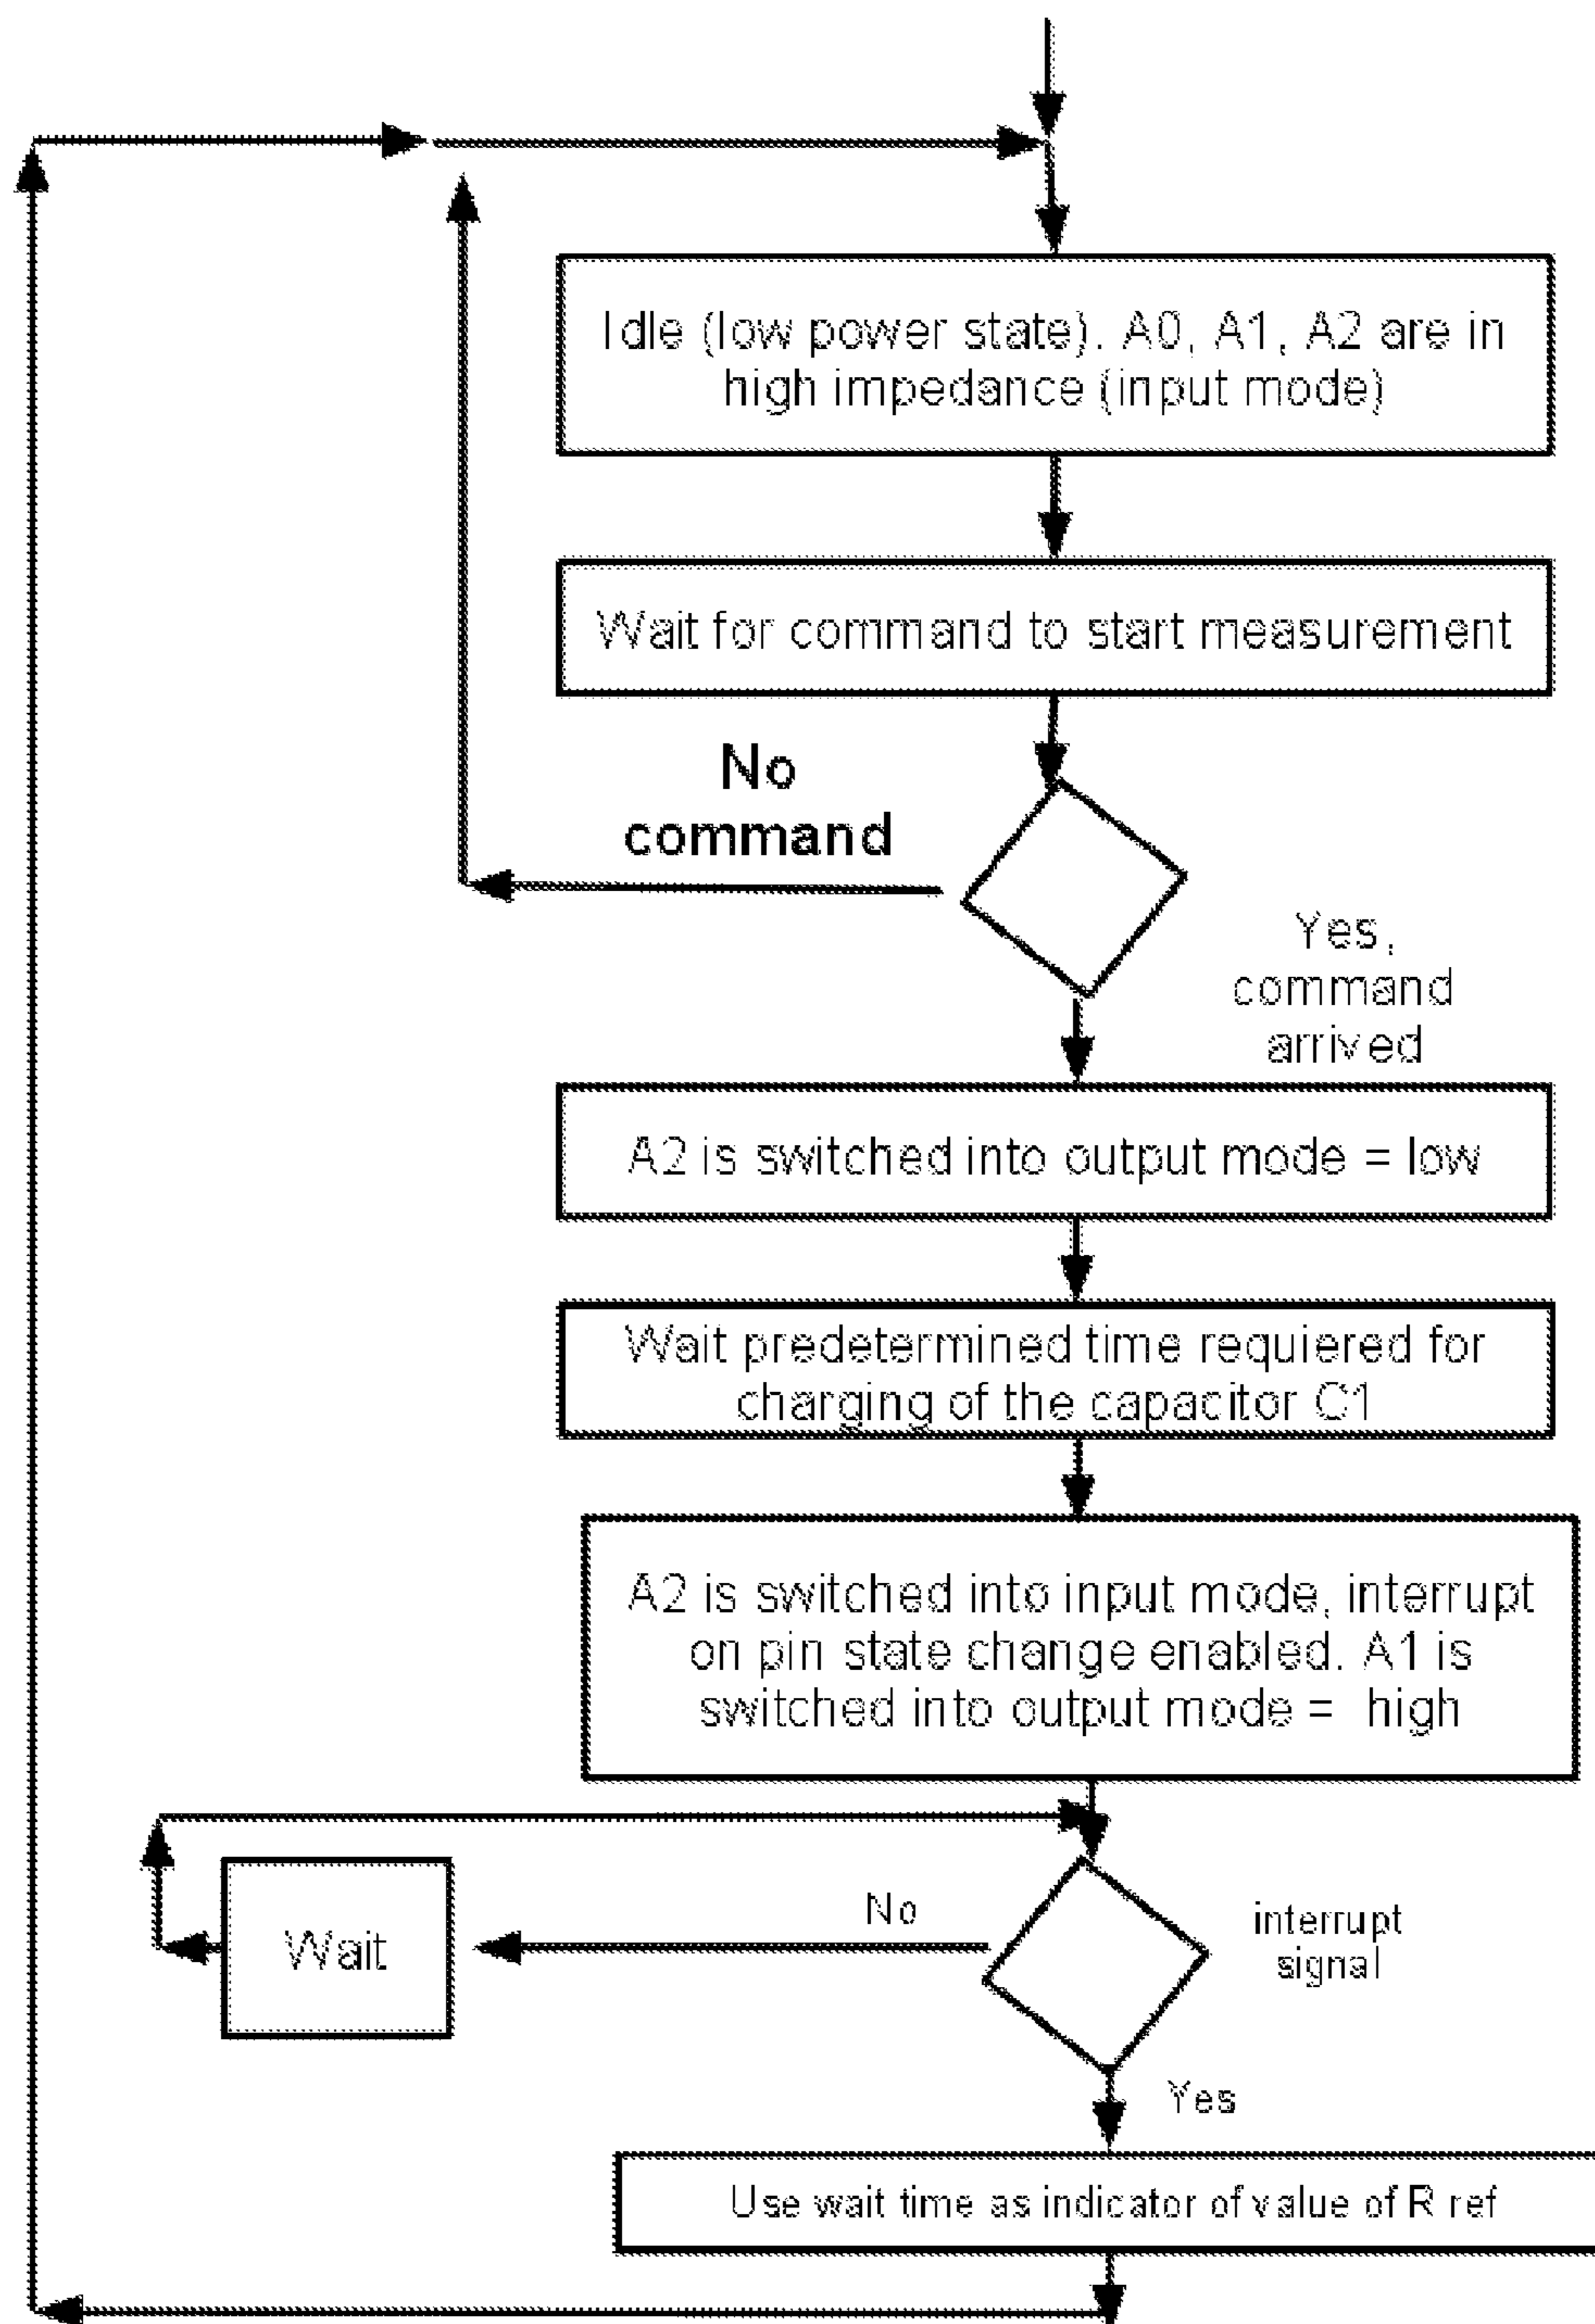 Idle (low power state). A0, A1, A2 are in
high impedance (input mode)
Wait for command to start measurement
No
command
Yes,
command
arrived
A2 is switched into output mode = low
Wait predetermined time requiered for
charging of the capacitor C1
A2 is switched into input mode, interrupt
on pin state change enabled. A1 is
switched into output mode = high
No
interrupt
signal
Wait
Yes
Use wait time as indicator of value of R ref